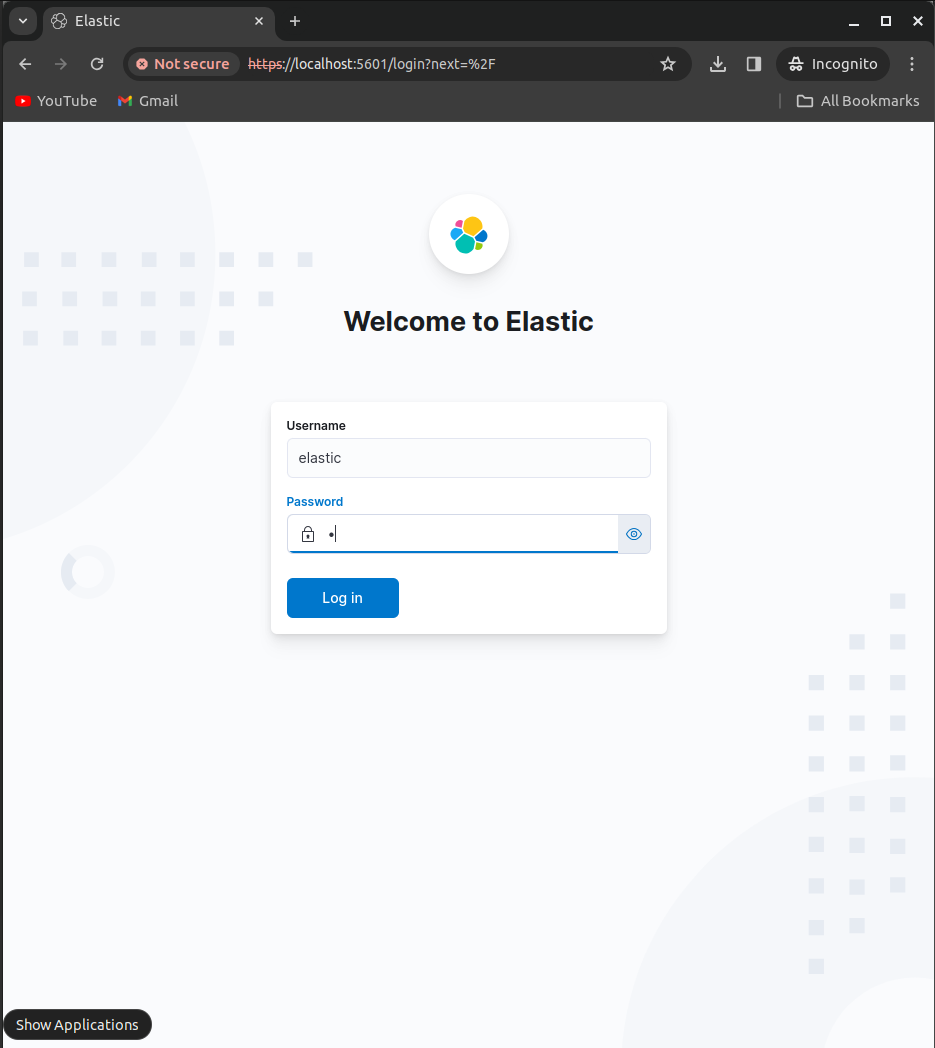 Elastic
Not secure https://localhost:5601/login?next=%2F Incognito
YouTube Gmail All Bookmarks
Welcome to Elastic
Username
elastic
Password
•
Log in
Show Applications